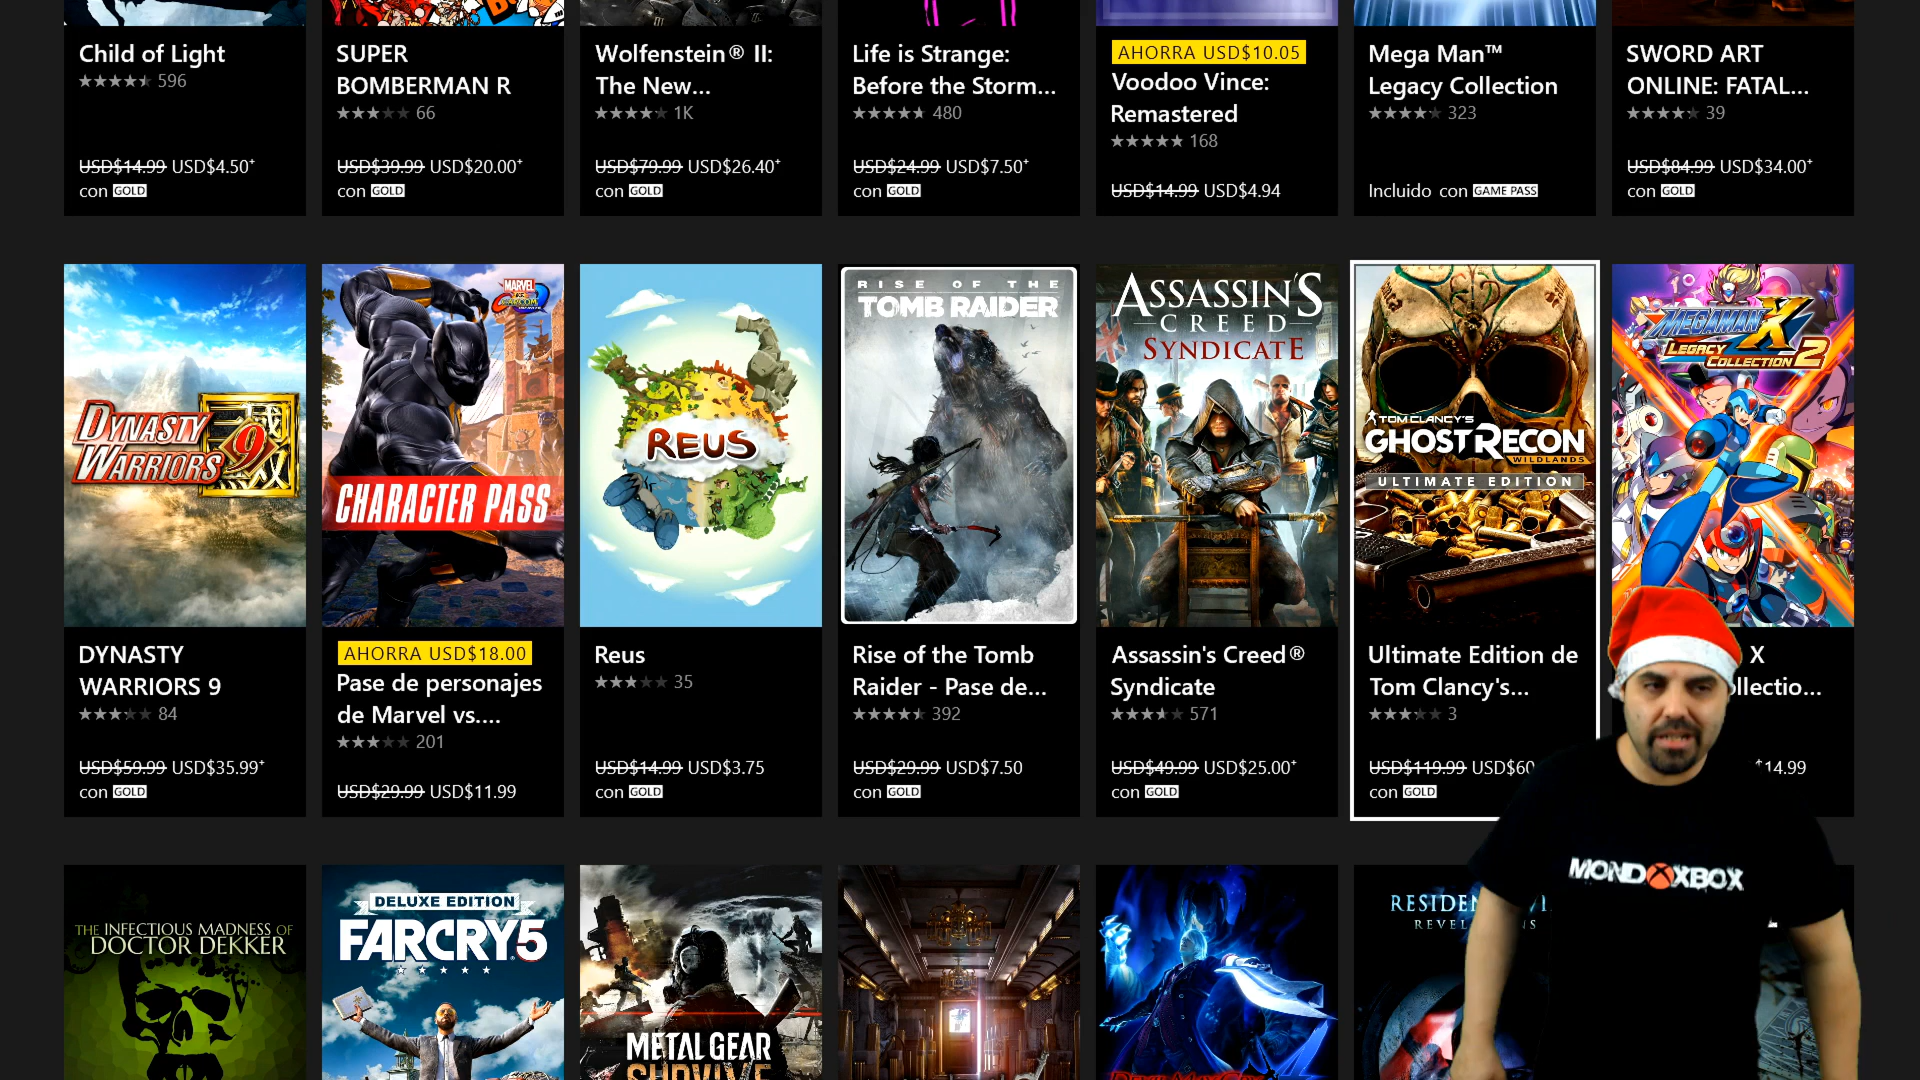 Child of Light
596
USD$14.99 USD$4.50+
con GOLD
SUPER
BOMBERMAN R
66
USD$39.99 USD$20.00+
con GOLD
Wolfenstein® II:
The New...
1K
USD$79.99 USD$26.40+
con GOLD
Life is Strange:
Before the Storm...
480
USD$24.99 USD$7.50+
con GOLD
AHORRA USD$10.05
Voodoo Vince:
Remastered
168
USD$14.99 USD$4.94
Mega Man™
Legacy Collection
323
Incluido con GAME PASS
SWORD ART
ONLINE: FATAL...
39
USD$84.99 USD$34.00+
con GOLD
DYNASTY
WARRIORS 9
DYNASTY
WARRIORS 9
84
USD$59.99 USD$35.99+
con GOLD
MARVEL
CHARACTER PASS
AHORRA USD$18.00
Pase de personajes
de Marvel vs....
201
USD$29.99 USD$11.99
REUS
Reus
35
USD$14.99 USD$3.75
con GOLD
RISE OF THE
TOMB RAIDER
Rise of the Tomb
Raider - Pase de...
392
USD$29.99 USD$7.50
con GOLD
ASSASSIN'S
CREED
SYNDICATE
Assassin's Creed®
Syndicate
571
USD$49.99 USD$25.00+
con GOLD
TOM CLANCY'S
GHOST RECON
WILDLANDS
ULTIMATE EDITION
Ultimate Edition de
Tom Clancy's...
3
USD$119.99 USD$60
con GOLD
MEGAMAN X
LEGACY
COLLECTION 2
X
ollectio...
14.99
THE INFECTIOUS MADNESS OF
DOCTOR DEKKER
DELUXE EDITION
FARCRY5
METAL GEAR
SURVIVE
RESIDEN
REVEL
NS
MONDOXBOX